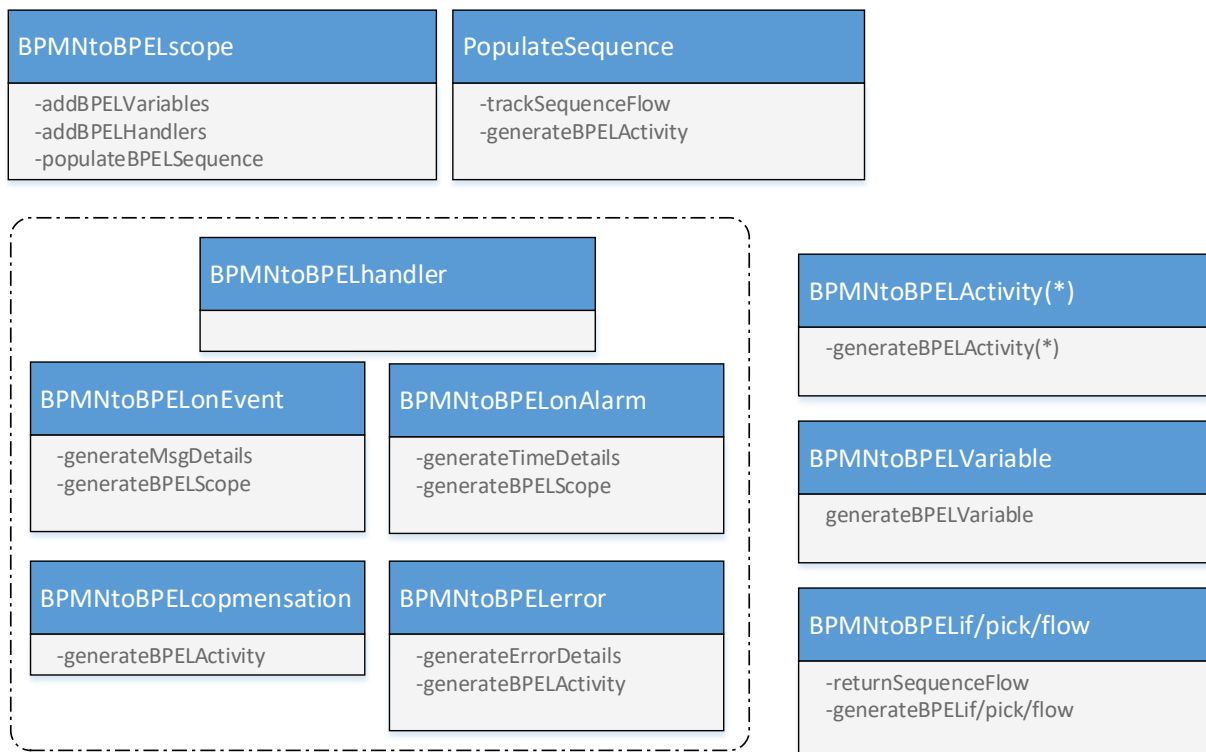 BPMNtoBPELscope
-addBPELVariables
-addBPELHandlers
-populateBPELSequence
PopulateSequence
-trackSequenceFlow
-generateBPELActivity
BPMNtoBPELhandler
BPMNtoBPELonEvent
-generateMsgDetails
-generateBPELScope
BPMNtoBPELonAlarm
-generateTimeDetails
-generateBPELScope
BPMNtoBPELcopmensation
-generateBPELActivity
BPMNtoBPELerror
-generateErrorDetails
-generateBPELActivity
BPMNtoBPELActivity(*)
-generateBPELActivity(*)
BPMNtoBPELVariable
generateBPELVariable
BPMNtoBPELif/pick/flow
-returnSequenceFlow
-generateBPELif/pick/flow